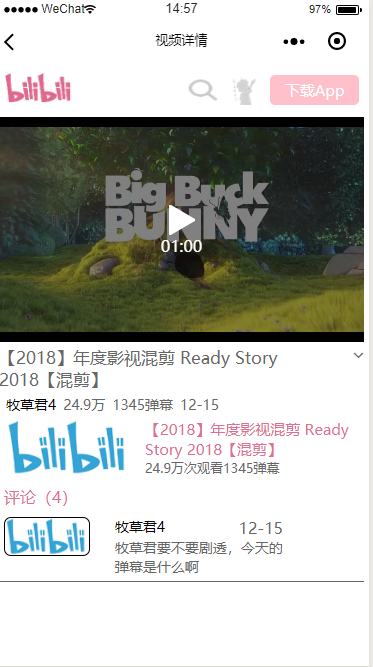 WeChat 14:57 97%
视频详情
bilibili 下载App
Big Buck
BUNNY
01:00
【2018】年度影视混剪 Ready Story
2018【混剪】
牧草君4 24.9万 1345弹幕 12-15
bilibili
【2018】年度影视混剪 Ready
Story 2018【混剪】
24.9万次观看1345弹幕
评论（4）
bilibili
牧草君4 12-15
牧草君要不要剧透，今天的
弹幕是什么啊